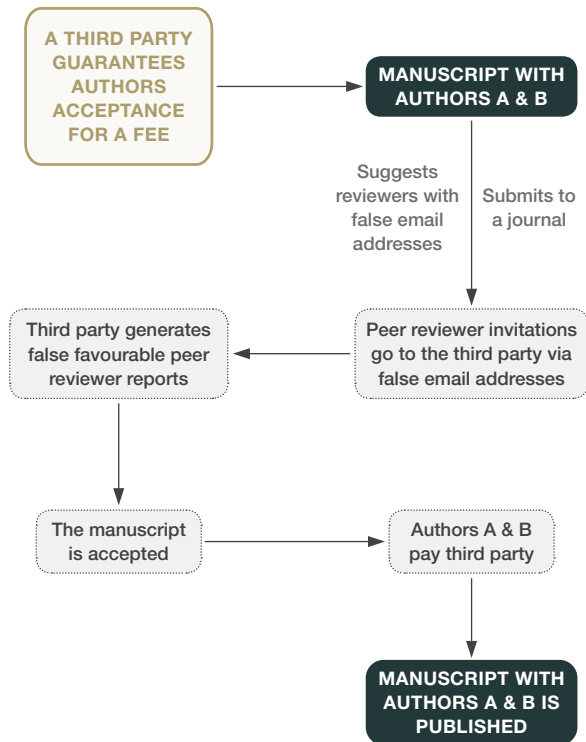 A THIRD PARTY
GUARANTEES
AUTHORS
ACCEPTANCE
FOR A FEE
MANUSCRIPT WITH
AUTHORS A & B
Suggests
reviewers with
false email
addresses
Submits to
a journal
Peer reviewer invitations
go to the third party via
false email addresses
Third party generates
false favourable peer
reviewer reports
The manuscript
is accepted
Authors A & B
pay third party
MANUSCRIPT WITH
AUTHORS A & B IS
PUBLISHED